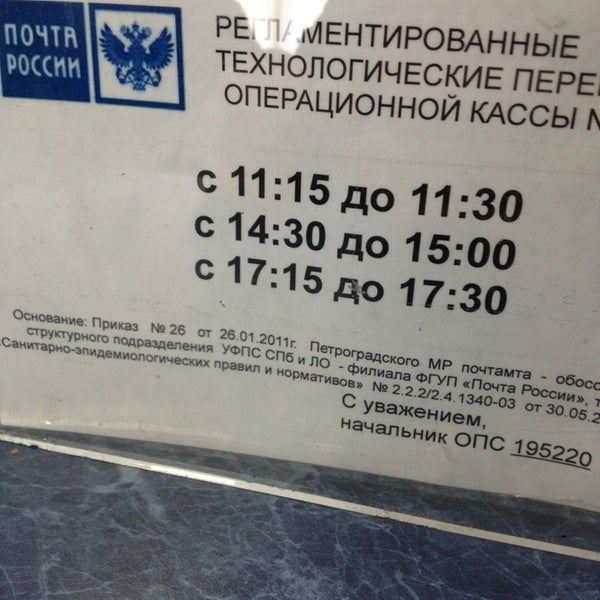 ПОЧТА
РОССИИ
РЕГЛАМЕНТИРОВАННЫЕ
ТЕХНОЛОГИЧЕСКИЕ
ОПЕРАЦИОННОЙ КАССЫ
с 11:15 до 11:30
с 14:30 до 15:00
с 17:15 до 17:30
Основание: Приказ № 26 от 26.01.2011г. Петроградского МР почтамта -
структурного подразделения УФПС СПб и ЛО - филиала ФГУП «Почта России»,
Санитарно-эпидемиологических правил и нормативов» № 2.2.2/2.4.1340-03 от
С уважением,
начальник ОПС 195220